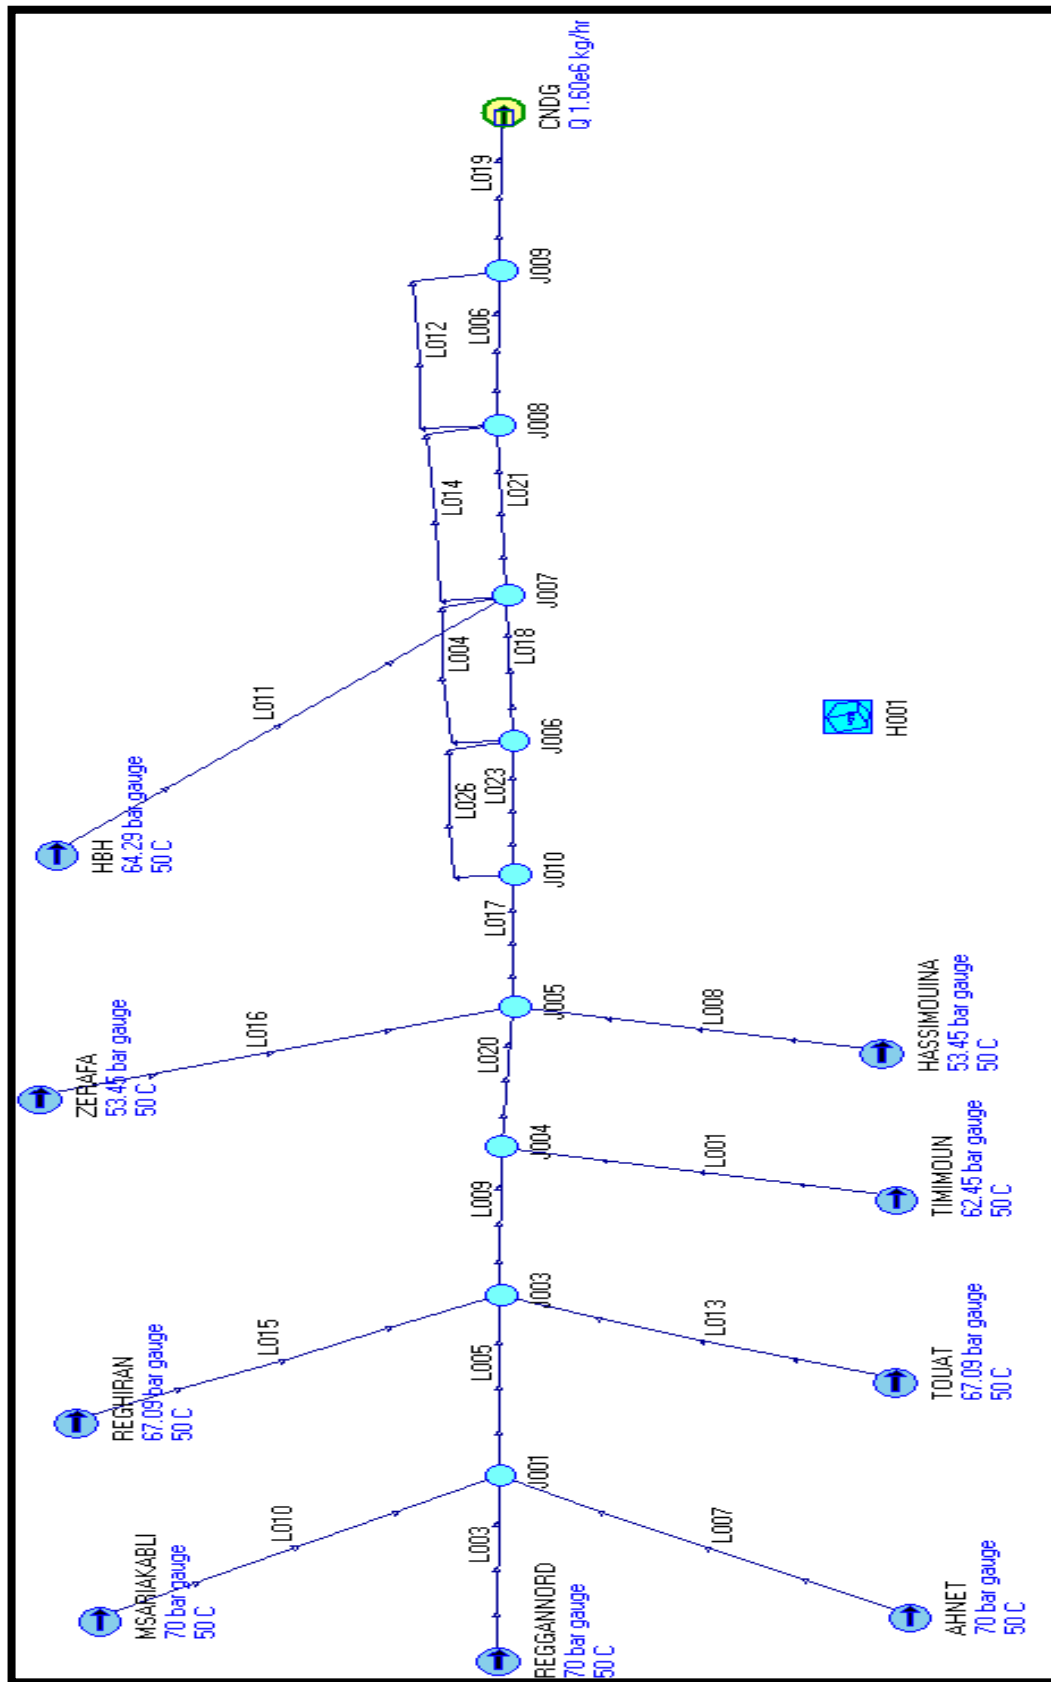 MSARIAKABLI
70 bar gauge
50 C
REGGANNORD
70 bar gauge
50 C
AHNET
70 bar gauge
50 C
L010
L003
L007
J001
REGHIRAN
67.09 bar gauge
50 C
TOUAT
67.09 bar gauge
50 C
L015
L005
L013
J003
TIMIMOUN
62.45 bar gauge
50 C
L009
L001
J004
ZERAFA
53.45 bar gauge
50 C
HASSIMOUINA
53.45 bar gauge
50 C
L016
L020
L008
J005
L017
J010
HBH
64.29 bar gauge
50 C
L026
L023
J006
H001
L011
L004
L018
J007
L014
L021
J008
L012
L006
J009
L019
CNDG
Q 1.60e6 kg/hr